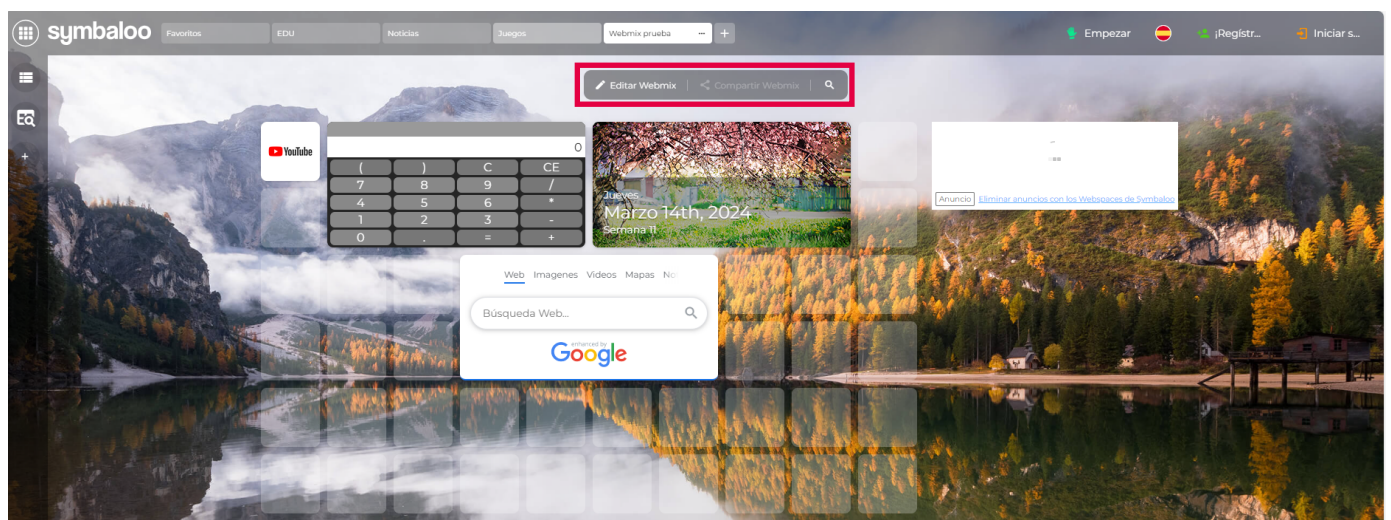 symbaloo
Favoritos
EDU
Noticias
Juegos
Webmix prueba
Empezar
¡Regístr...
Iniciar s...
Editar Webmix
Compartir Webmix
YouTube
0
( ) C CE
7 8 9 /
4 5 6 *
1 2 3 -
0 . = +
Jueves
Marzo 14th, 2024
Semana 11
Anuncio Eliminar anuncios con los Webspaces de Symbaloo
Web Imagenes Videos Mapas No
Búsqueda Web...
enhanced by
Google